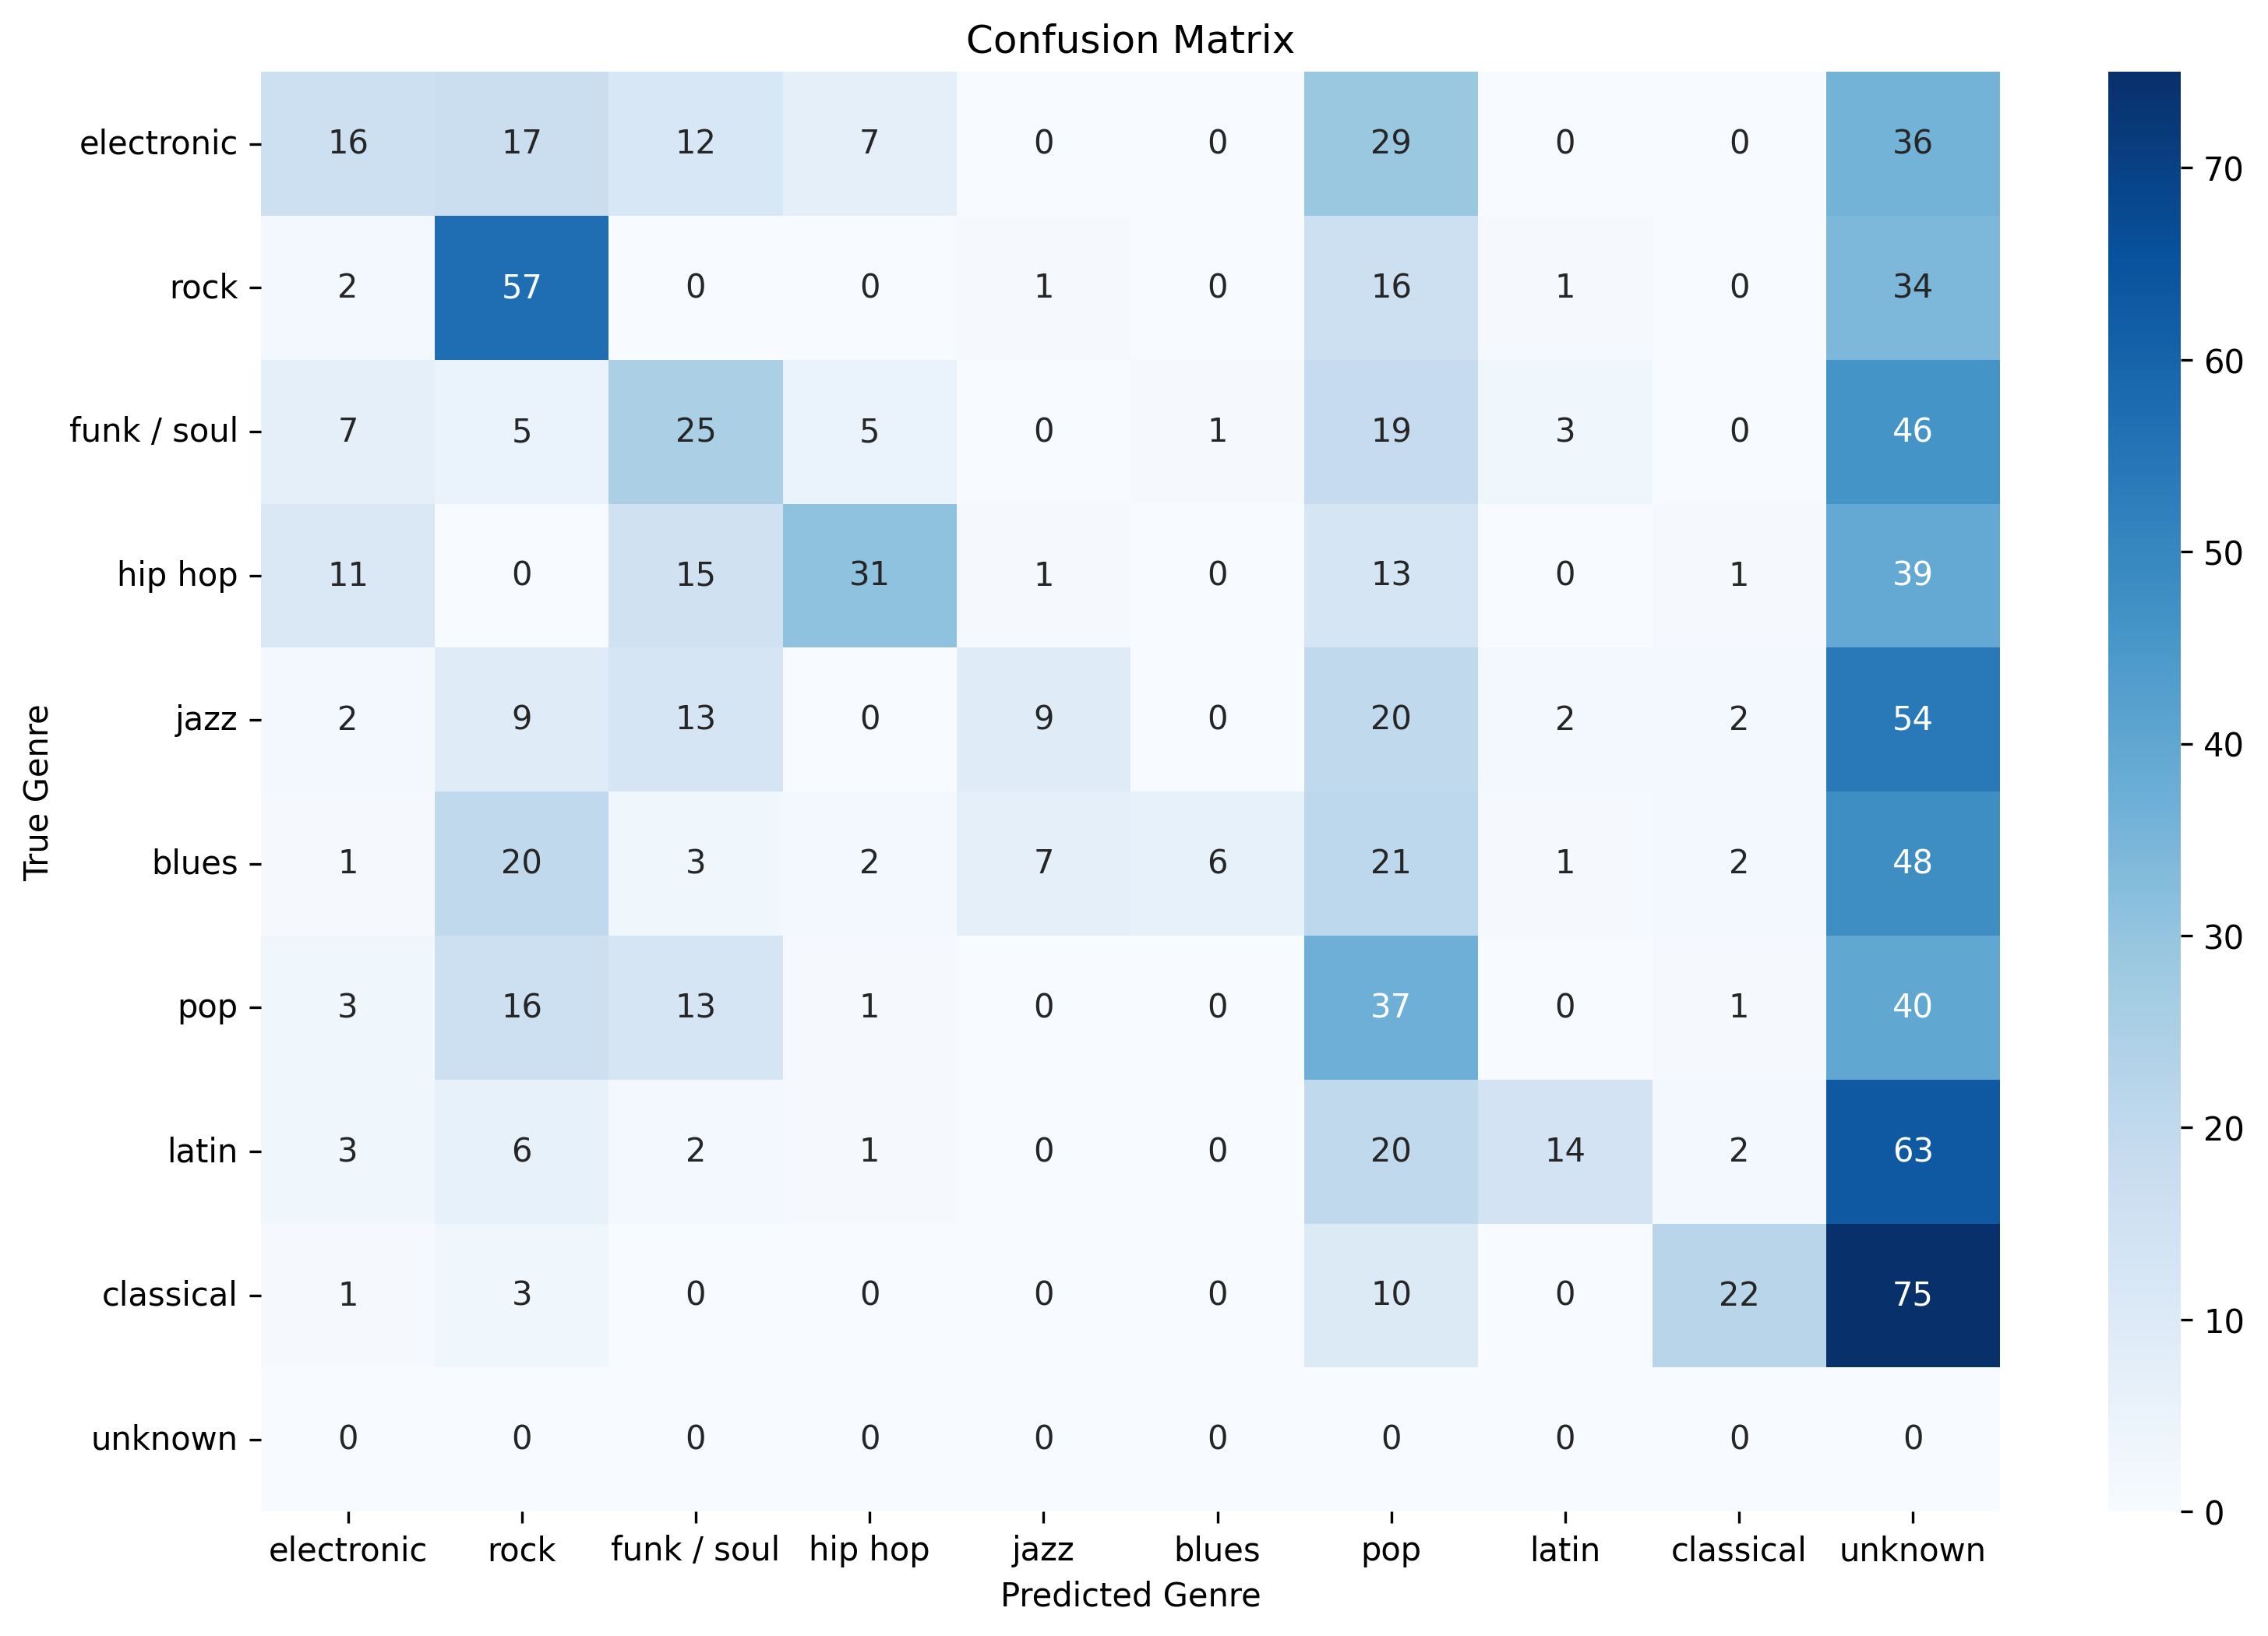 Confusion Matrix
electronic 16 17 12 7 0 0 29 0 0 36
rock 2 57 0 0 1 0 16 1 0 34
funk / soul 7 5 25 5 0 1 19 3 0 46
hip hop 11 0 15 31 1 0 13 0 1 39
jazz 2 9 13 0 9 0 20 2 2 54
blues 1 20 3 2 7 6 21 1 2 48
pop 3 16 13 1 0 0 37 0 1 40
latin 3 6 2 1 0 0 20 14 2 63
classical 1 3 0 0 0 0 10 0 22 75
unknown 0 0 0 0 0 0 0 0 0 0
electronic rock funk / soul hip hop jazz blues pop latin classical unknown
Predicted Genre
True Genre
70
60
50
40
30
20
10
0